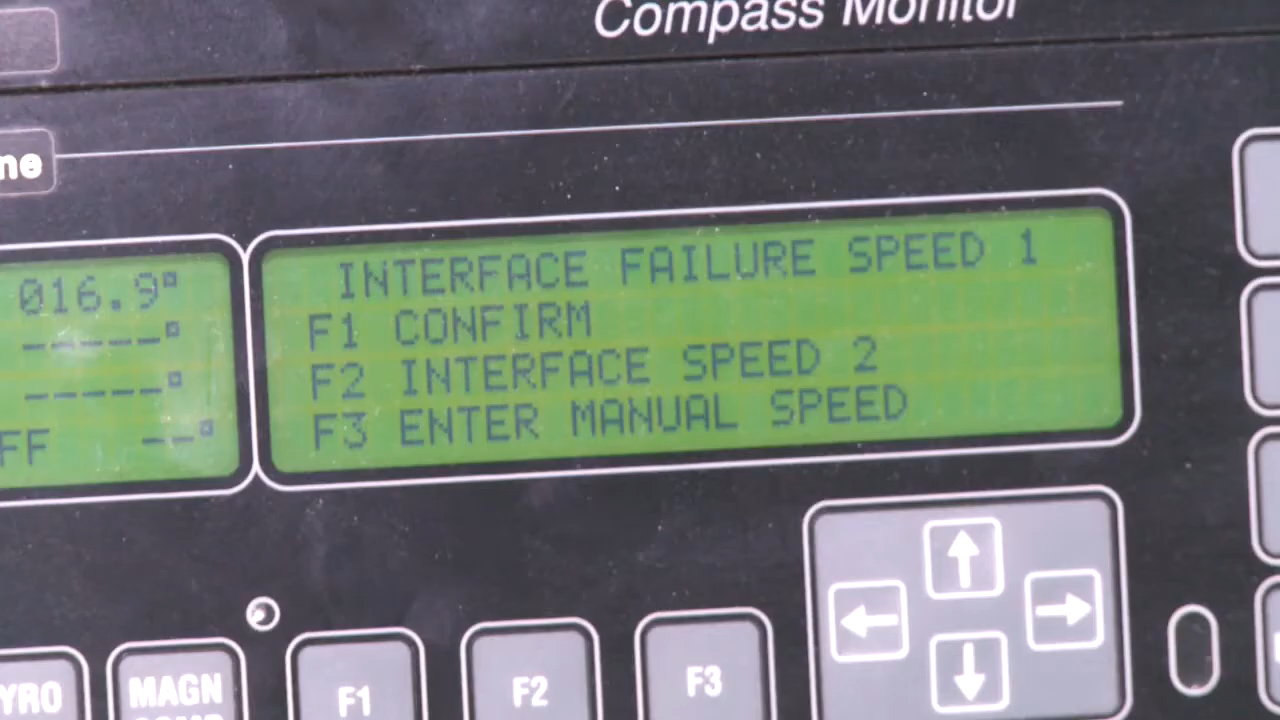 Compass Monitor
me
016.9°
-----°
-----°
FF --°
INTERFACE FAILURE SPEED 1
F1 CONFIRM
F2 INTERFACE SPEED 2
F3 ENTER MANUAL SPEED
YRO
MAGN
F1
F2
F3